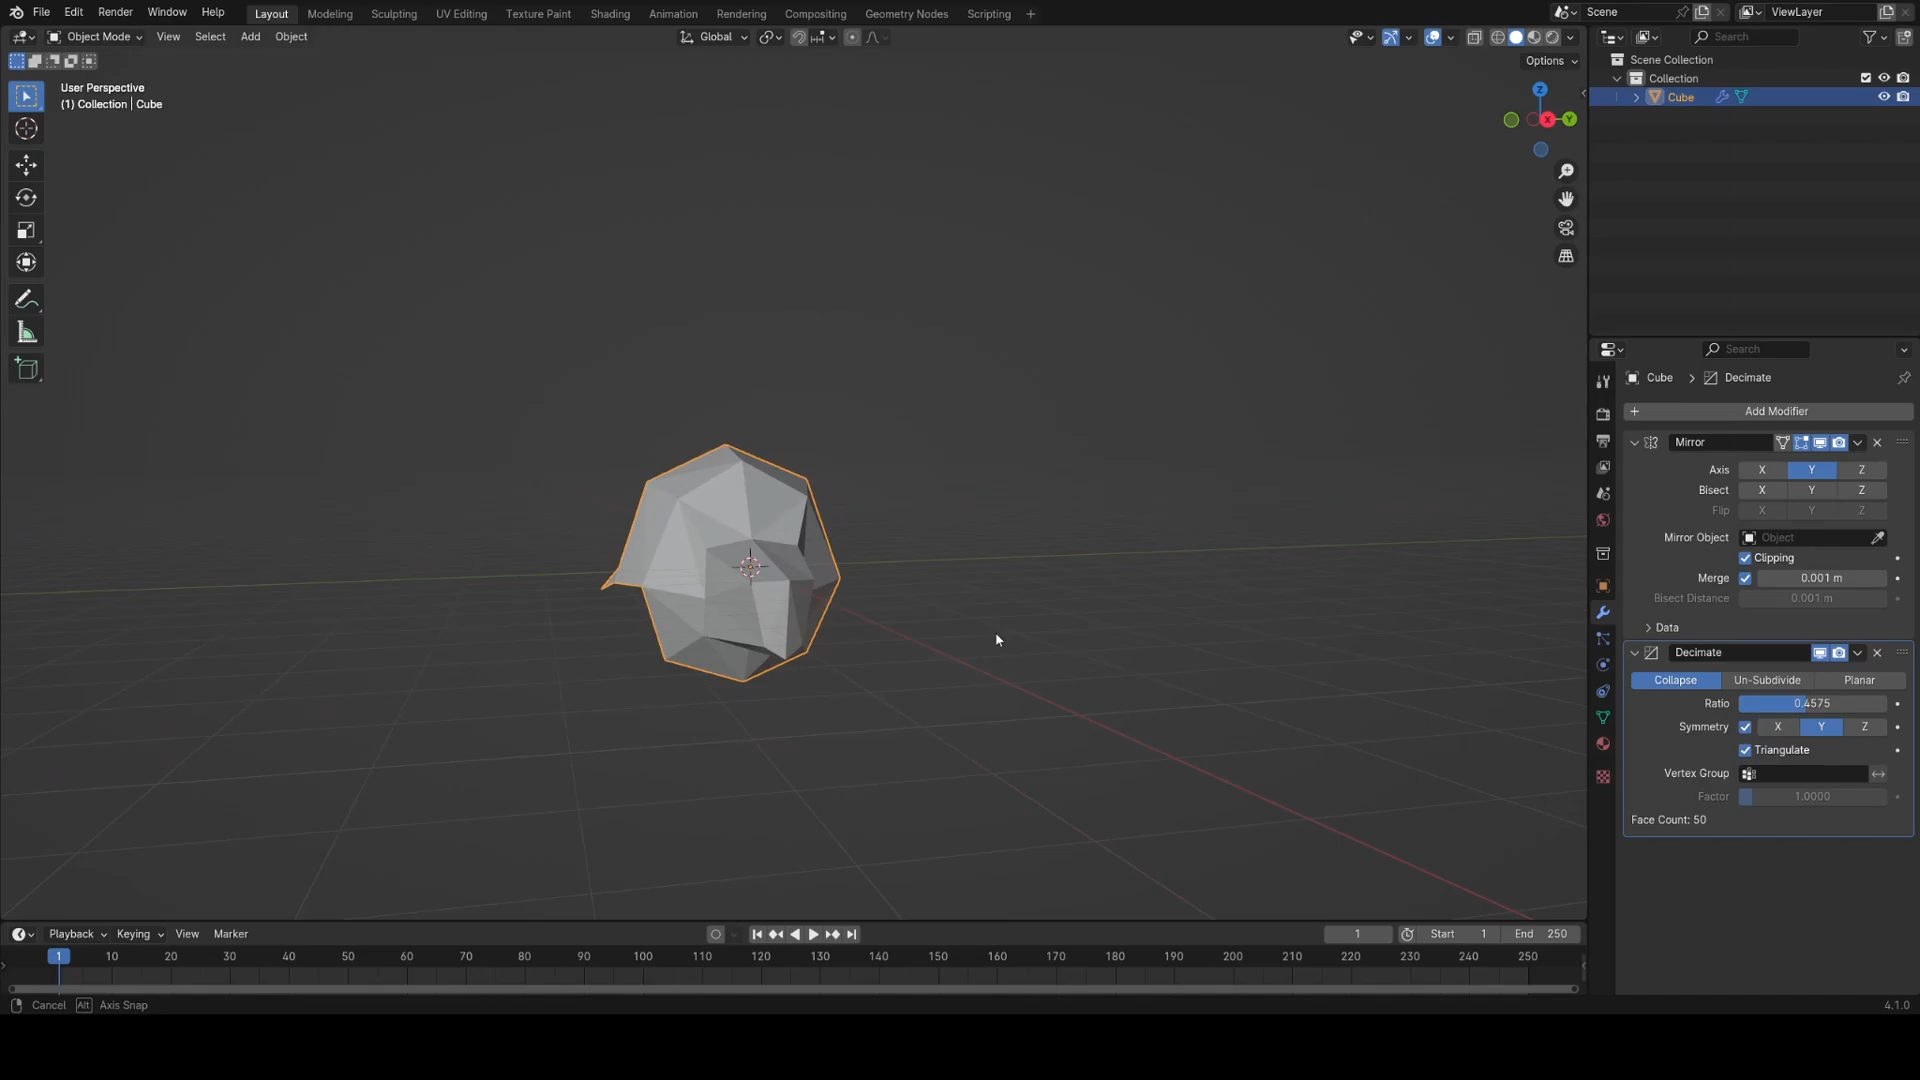 File Edit Render Window Help Layout Modeling Sculpting UV Editing Texture Paint Shading Animation Rendering Compositing Geometry Nodes Scripting + Scene ViewLayer
Object Mode View Select Add Object Global Search
Options
User Perspective
(1) Collection | Cube
Z
X
Y
Scene Collection
Collection
Cube
Search
Cube > Decimate
+ Add Modifier
Mirror
Axis X Y Z
Bisect X Y Z
Flip X Y Z
Mirror Object Object
Clipping
Merge 0.001 m
Bisect Distance 0.001 m
Data
Decimate
Collapse Un-Subdivide Planar
Ratio 0.4575
Symmetry X Y Z
Triangulate
Vertex Group
Factor 1.0000
Face Count: 50
Playback Keying View Marker 1 Start 1 End 250
1 10 20 30 40 50 60 70 80 90 100 110 120 130 140 150 160 170 180 190 200 210 220 230 240 250
Cancel Alt Axis Snap 4.1.0